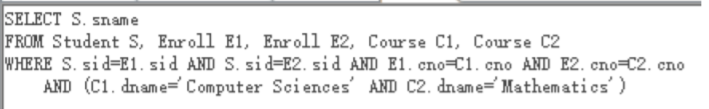 SELECT S.sname
FROM Student S, Enroll E1, Enroll E2, Course C1, Course C2
WHERE S.sid=E1.sid AND S.sid=E2.sid AND E1.cno=C1.cno AND E2.cno=C2.cno
AND (C1.dname='Computer Sciences' AND C2.dname='Mathematics')